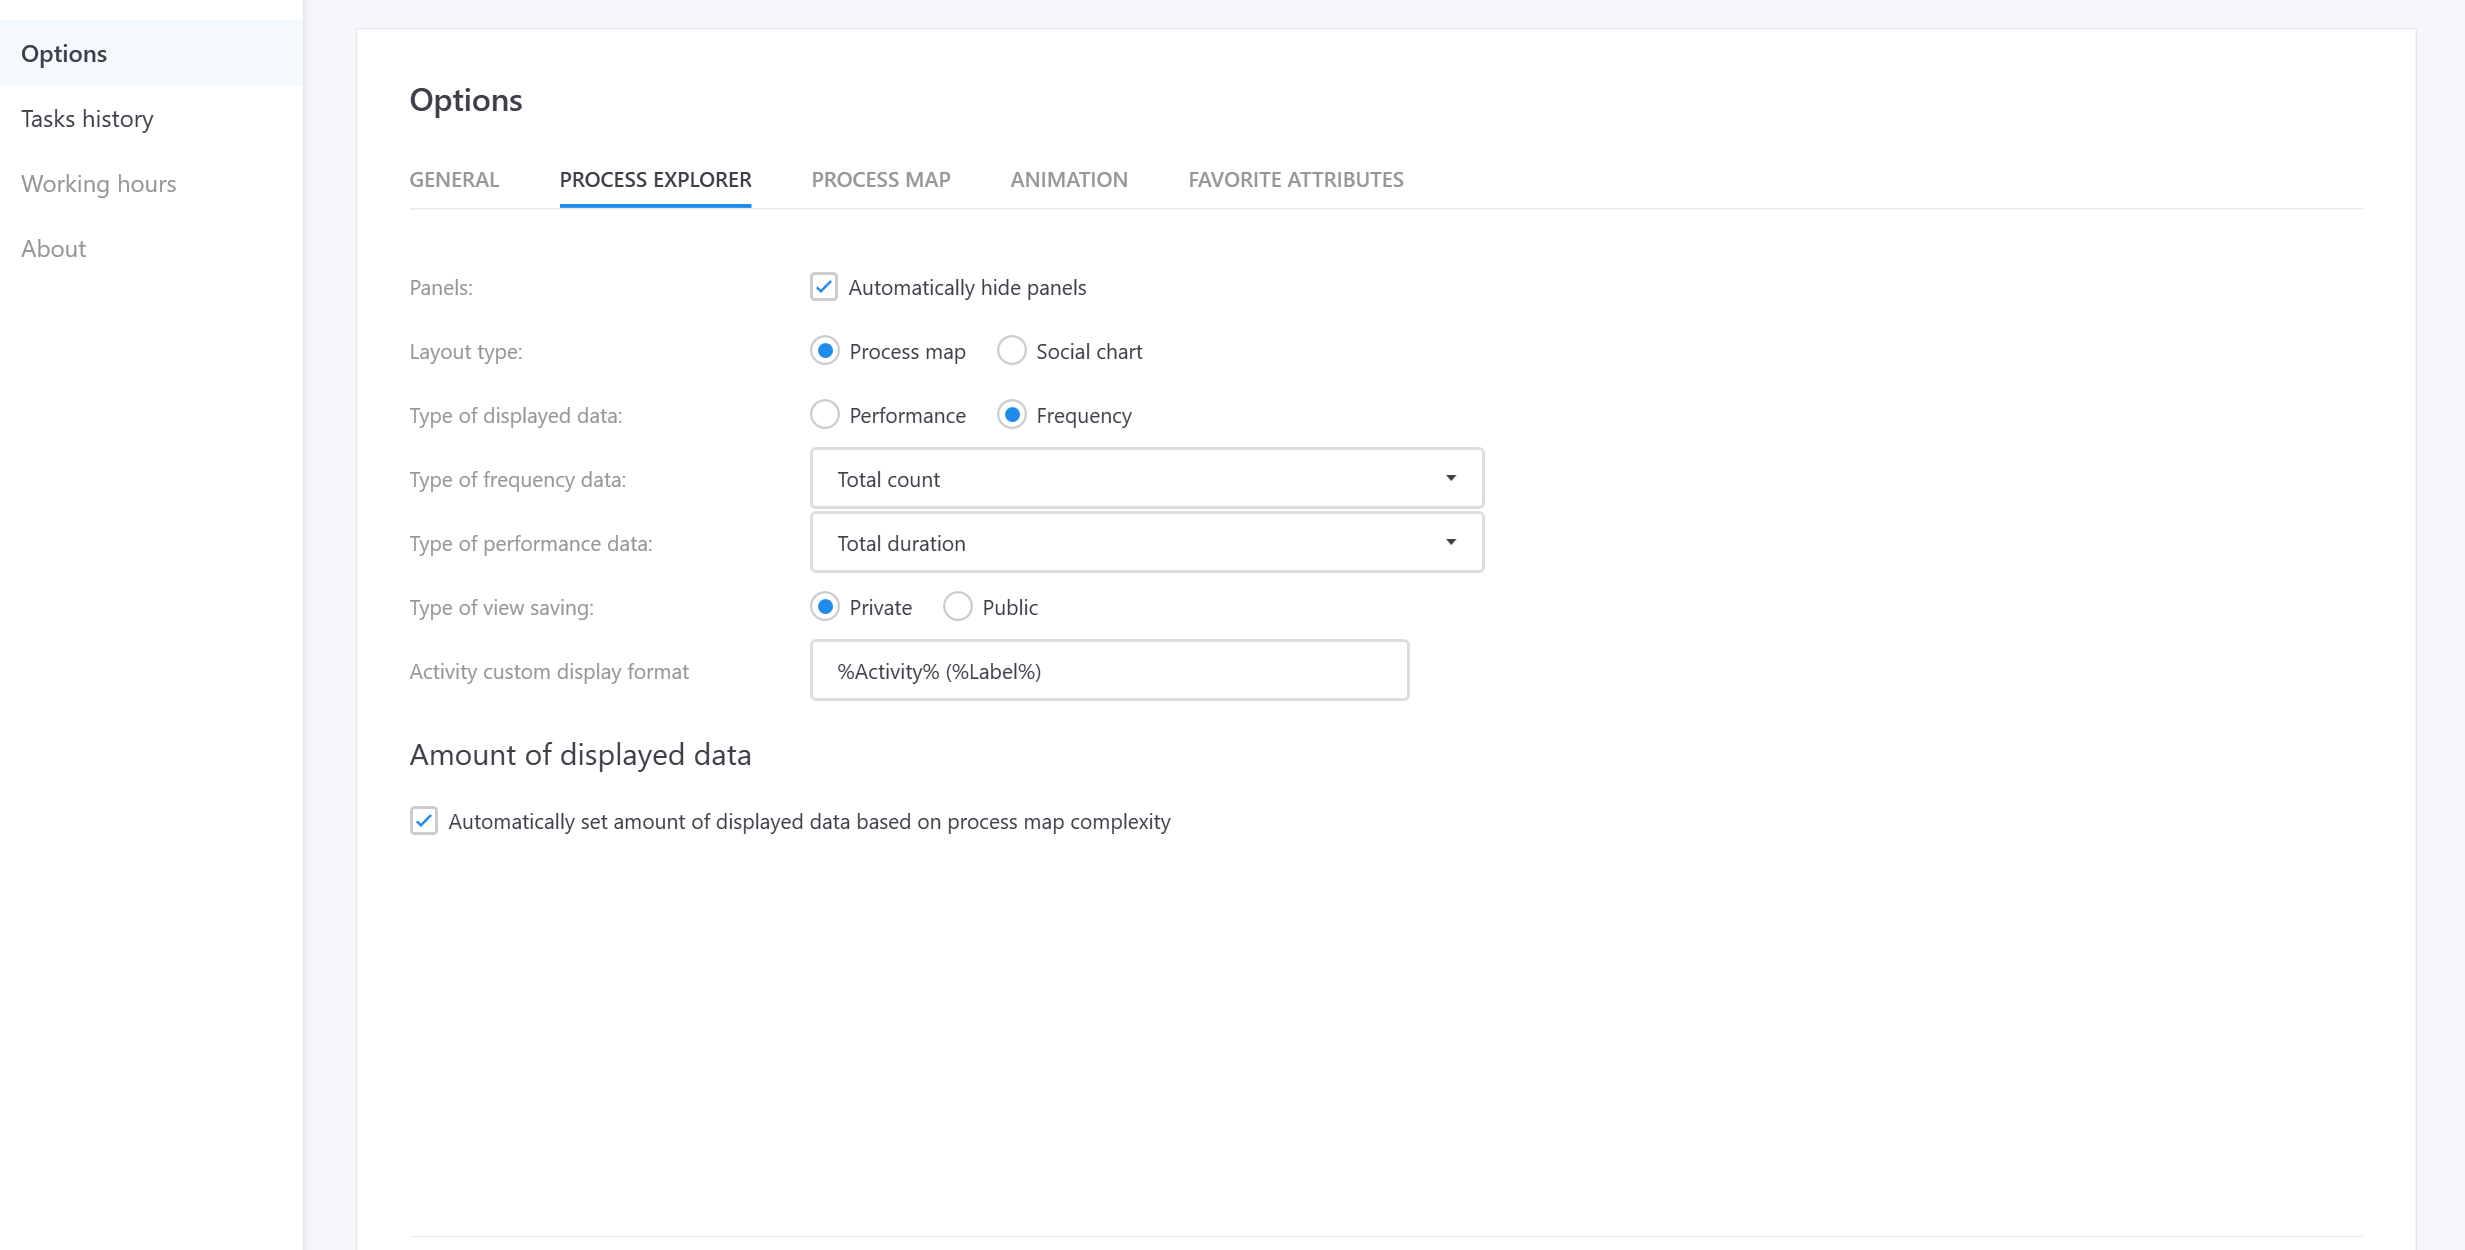 Options
Tasks history
Working hours
About
Options
GENERAL PROCESS EXPLORER PROCESS MAP ANIMATION FAVORITE ATTRIBUTES
Panels: Automatically hide panels
Layout type: Process map Social chart
Type of displayed data: Performance Frequency
Type of frequency data: Total count
Type of performance data: Total duration
Type of view saving: Private Public
Activity custom display format %Activity% (%Label%)
Amount of displayed data
Automatically set amount of displayed data based on process map complexity